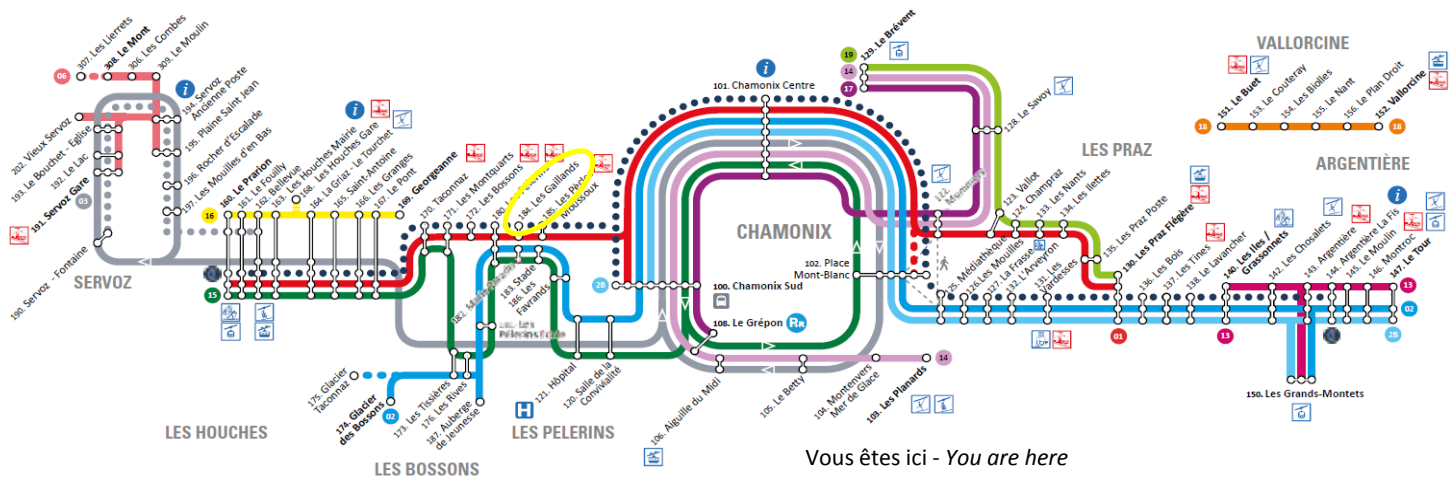 307. Les Lierrets
308. Le Mont
306. Les Combes
309. Le Moulin
06
i
194. Servoz
Ancienne Poste
195. Plaine Saint Jean
196. Rocher d'Escalade
197. Les Mouilles d'en Bas
202. Vieux Servoz
193. Le Bouchet - Eglise
192. Le Lac
191. Servoz Gare
03
190. Servoz - Fontaine
SERVOZ
160. Le Prarion
161. Le Fouilly
162. Bellevue
163. Les Houches Mairie
168. Les Houches Gare
164. La Griaz
Le Tourchet
165. Saint-Antoine
166. Les Granges
167. Le Pont
169. Georgeanne
i
16
15
LES HOUCHES
170. Taconnaz
171. Les Montquarts
172. Les Bossons
184. Les Gaillands
Moussoux
183. Stade
186. Les
Favrands
175. Glacier
Taconnaz
174. Glacier
des Bossons
02
173. Les Tissières
176. Les Rives
187. Auberge
de Jeunesse
LES BOSSONS
H
121. Hôpital
120. Salle de la
Convivialité
LES PELERINS
2B
i
101. Chamonix Centre
CHAMONIX
102. Place
Mont-Blanc
100. Chamonix Sud
108. Le Grépon
RR
106. Aiguille du Midi
105. Le Betty
104. Montenvers
Mer de Glace
103. Les Planards
14
19
14
17
129. Le Brévent
128. Le Savoy
123. Vallot
124. Champraz
133. Les Nants
134. Les Ilettes
LES PRAZ
135. Les Praz Poste
130. Les Praz Flégère
126. Les Mouilles
127. La Frasse
132. L'Arveyron
131. Les
Vardesses
01
136. Les Bois
137. Les Tines
138. Le Lavancher
140. Les Iles /
Grassonnets
142. Les Chosalets
143. Argentière
144. Argentière La Fis
145. Le Moulin
146. Montroc
147. Le Tour
i
13
02
2B
13
150. Les Grands-Montets
ARGENTIÈRE
VALLORCINE
18
151. Le Buet
153. Le Couteray
154. Les Biolles
155. Le Nant
156. Le Plan Droit
152. Vallorcine
18
Vous êtes ici - You are here